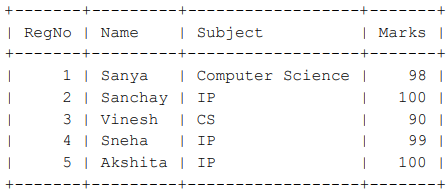 +-------+----------+------------------+-------+
| RegNo | Name | Subject | Marks |
+-------+----------+------------------+-------+
| 1 | Sanya | Computer Science | 98 |
| 2 | Sanchay | IP | 100 |
| 3 | Vinesh | CS | 90 |
| 4 | Sneha | IP | 99 |
| 5 | Akshita | IP | 100 |
+-------+----------+------------------+-------+